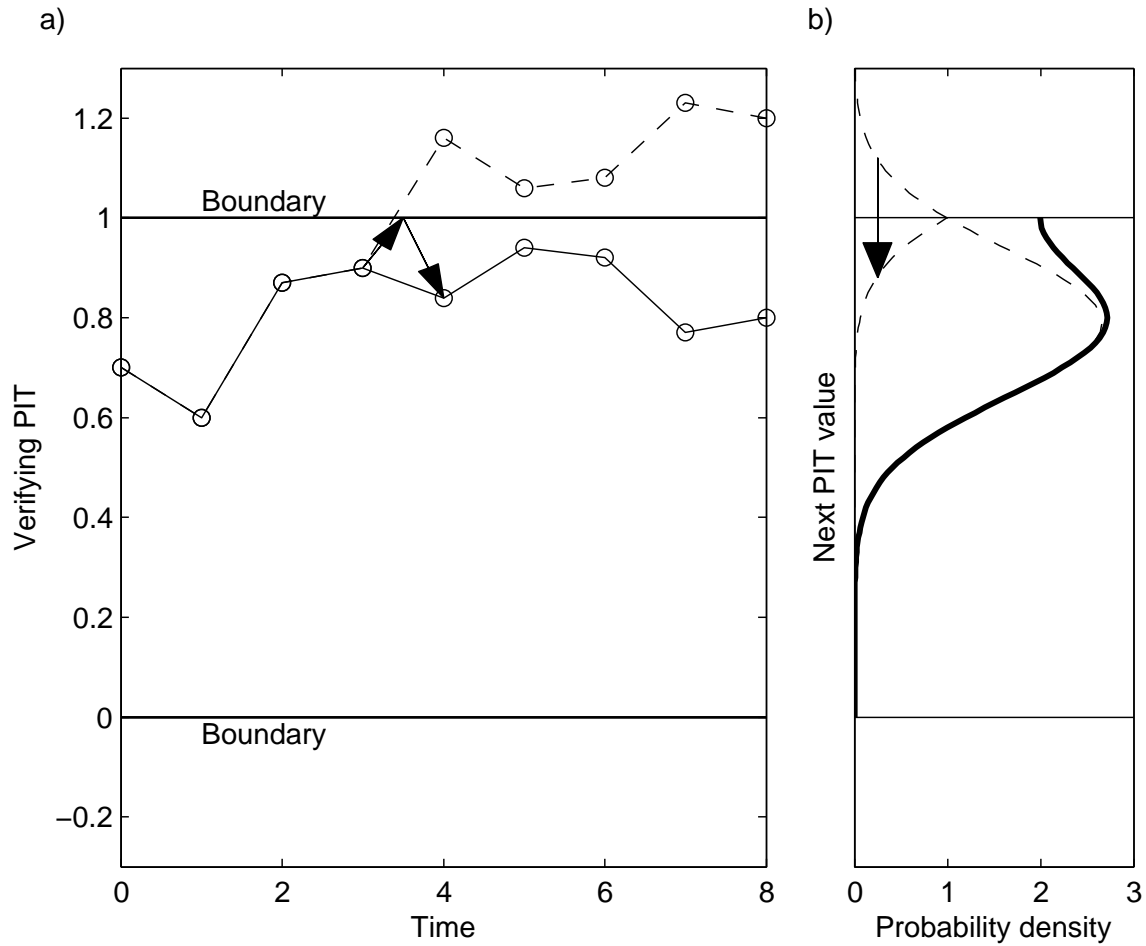 a)
1.2
1
0.8
0.6
0.4
0.2
0
−0.2
Verifying PIT
Boundary
Boundary
0 2 4 6 8
Time
b)
Next PIT value
0 1 2 3
Probability density